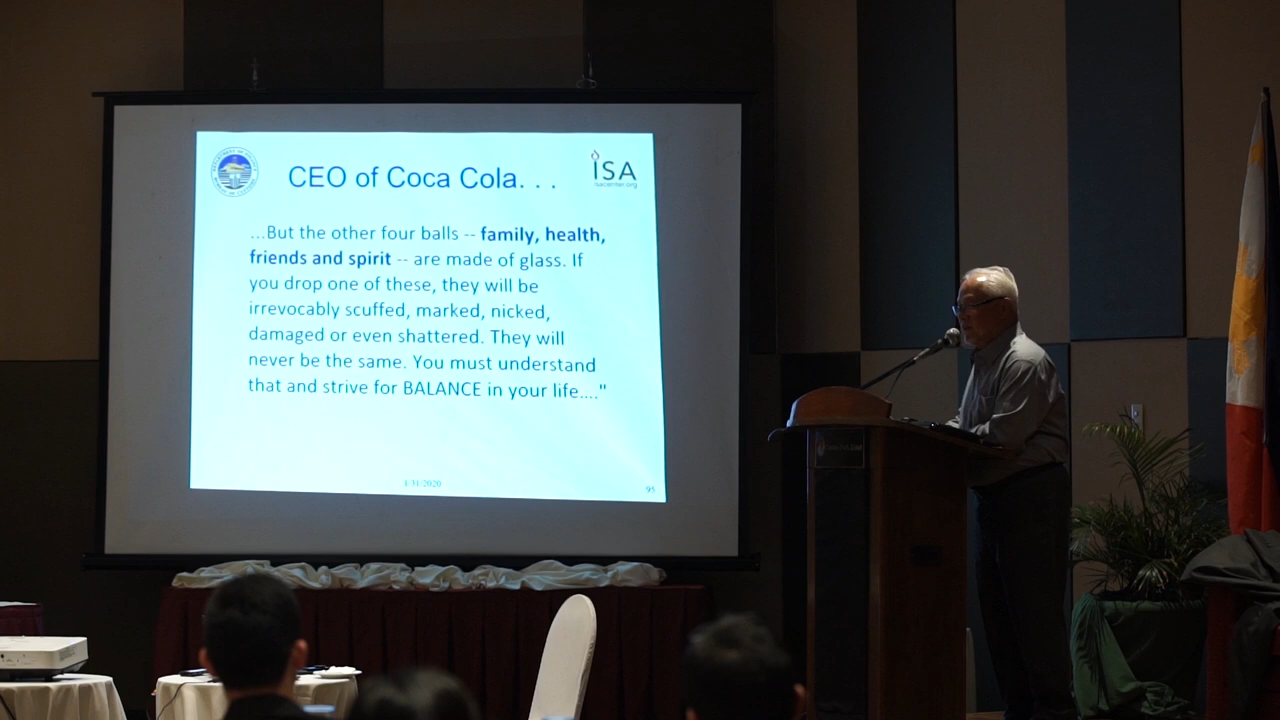 CEO of Coca Cola. . .
ISA
isacenter.org
...But the other four balls -- family, health,
friends and spirit -- are made of glass. If
you drop one of these, they will be
irrevocably scuffed, marked, nicked,
damaged or even shattered. They will
never be the same. You must understand
that and strive for BALANCE in your life...."
1/31/2020
95